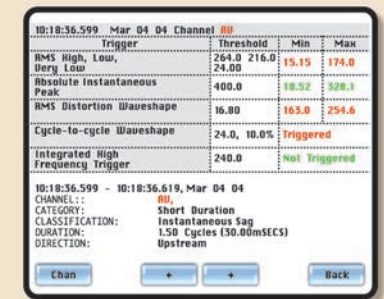 10:18:36.599 Mar 04 04 Channel AV
Trigger Threshold Min Max
RMS High, Low, 264.0 216.0 15.15 174.0
Very Low 24.00
Absolute Instantaneous 400.0 18.52 328.1
Peak
RMS Distortion Waveshape 16.80 163.0 254.6
Cycle-to-cycle Waveshape 24.0, 10.0% Triggered
Integrated High 240.0 Not Triggered
Frequency Trigger
10:18:36.599 - 10:18:36.619, Mar 04 04
CHANNEL:: AV,
CATEGORY: Short Duration
CLASSIFICATION: Instantaneous Sag
DURATION: 1.50 Cycles (30.00mSECS)
DIRECTION: Upstream
Chan ← → Back